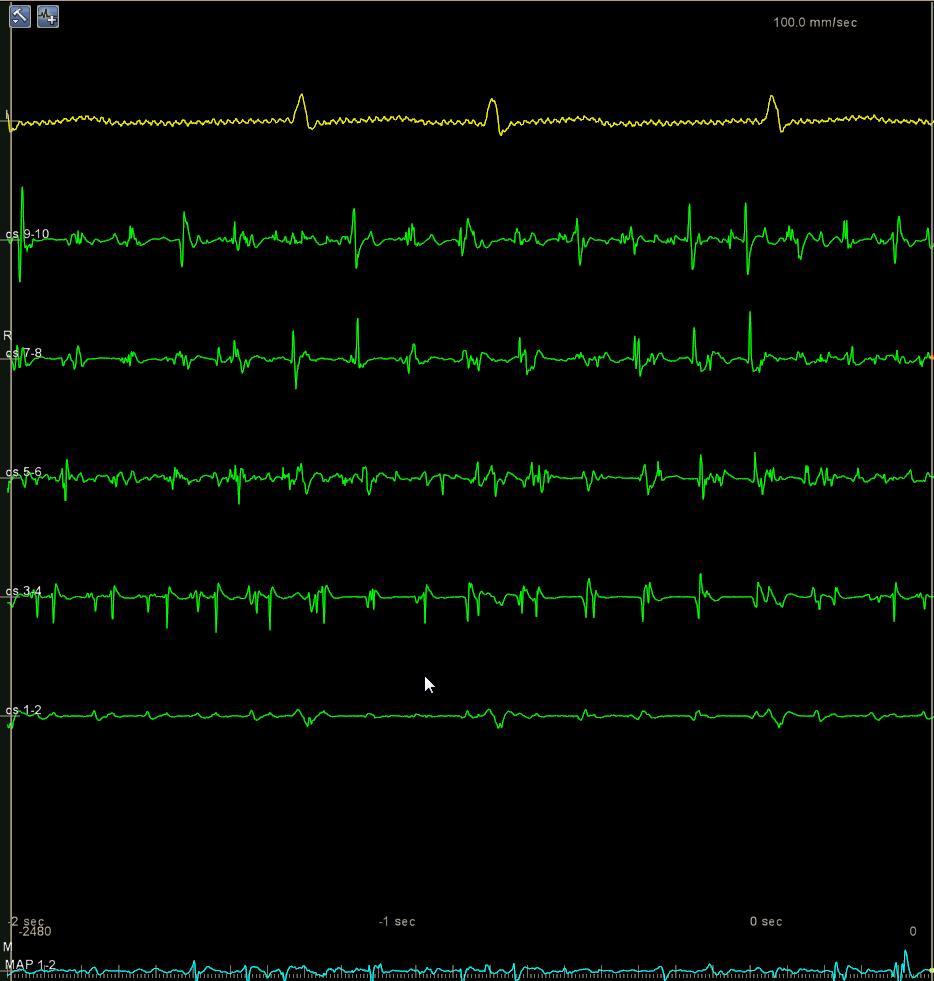 100.0 mm/sec
I
cs 9-10
R
cs 7-8
cs 5-6
cs 3-4
cs 1-2
-2 sec
-1 sec
0 sec
-2480
0
M
MAP 1-2